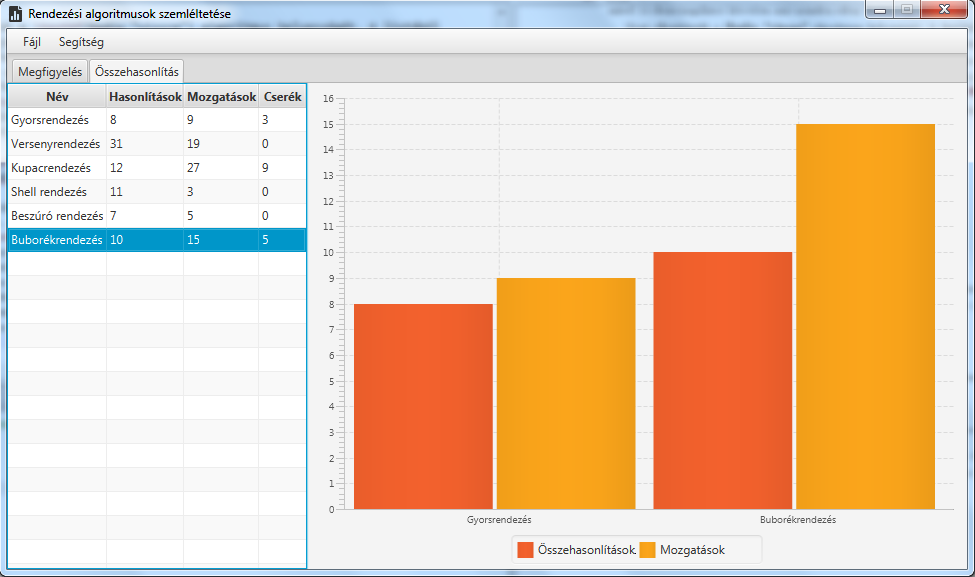 Rendezési algoritmusok szemléltetése
Fájl Segítség
Megfigyelés Összehasonlítás
Név Hasonlítások Mozgatások Cserék
Gyorsrendezés 8 9 3
Versenyrendezés 31 19 0
Kupacrendezés 12 27 9
Shell rendezés 11 3 0
Beszúró rendezés 7 5 0
Buborékrendezés 10 15 5
16
15
14
13
12
11
10
9
8
7
6
5
4
3
2
1
0
Gyorsrendezés Buborékrendezés
Összehasonlítások Mozgatások